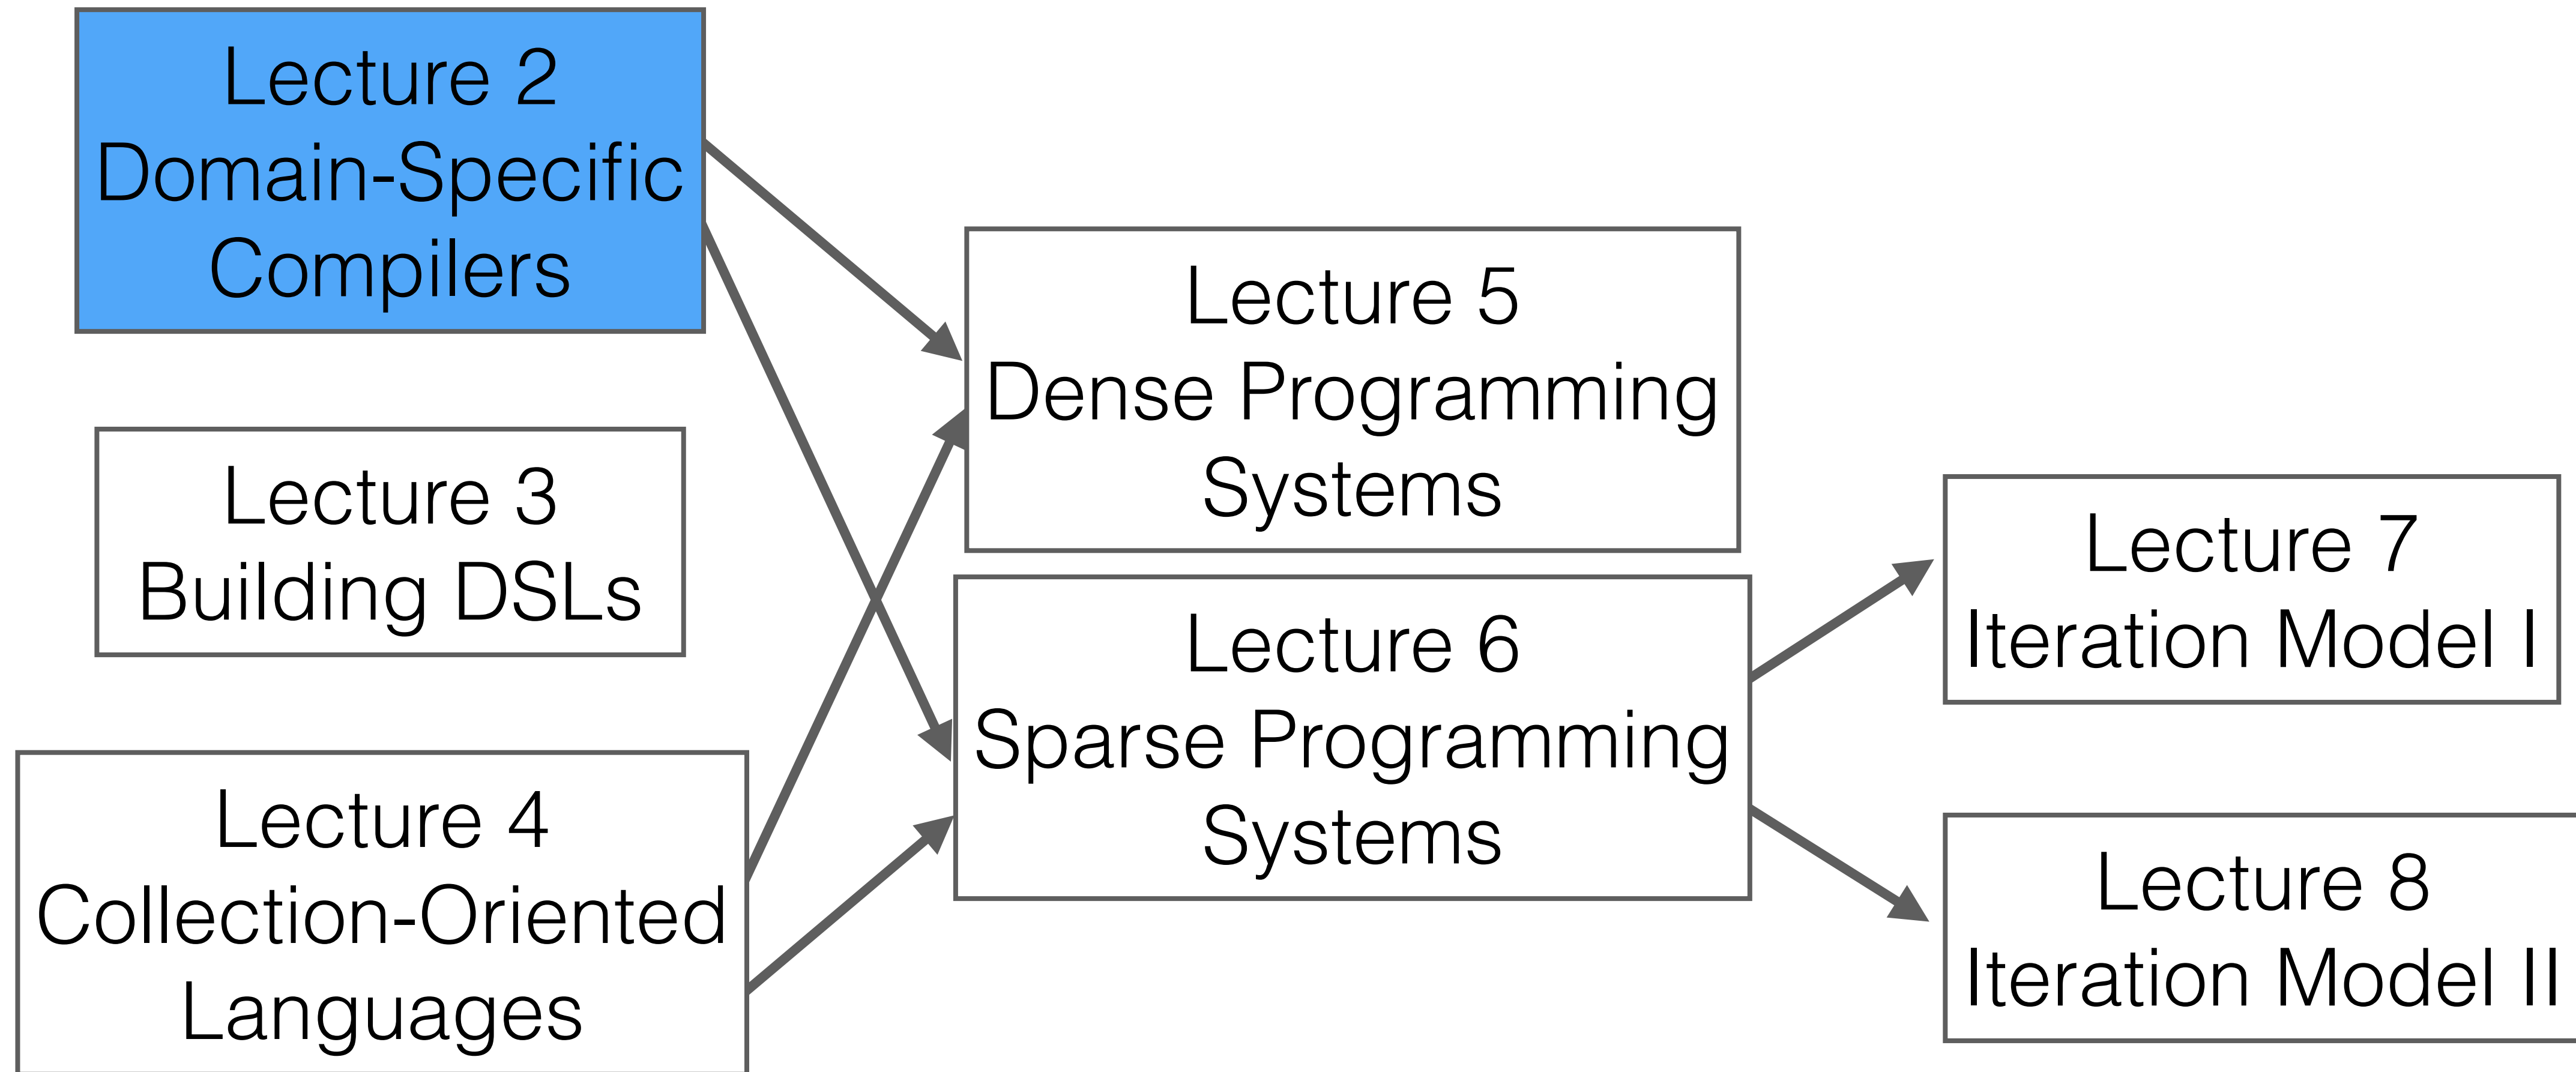 Lecture 2
Domain-Specific
Compilers
Lecture 3
Building DSLs
Lecture 4
Collection-Oriented
Languages
Lecture 5
Dense Programming
Systems
Lecture 6
Sparse Programming
Systems
Lecture 7
Iteration Model I
Lecture 8
Iteration Model II